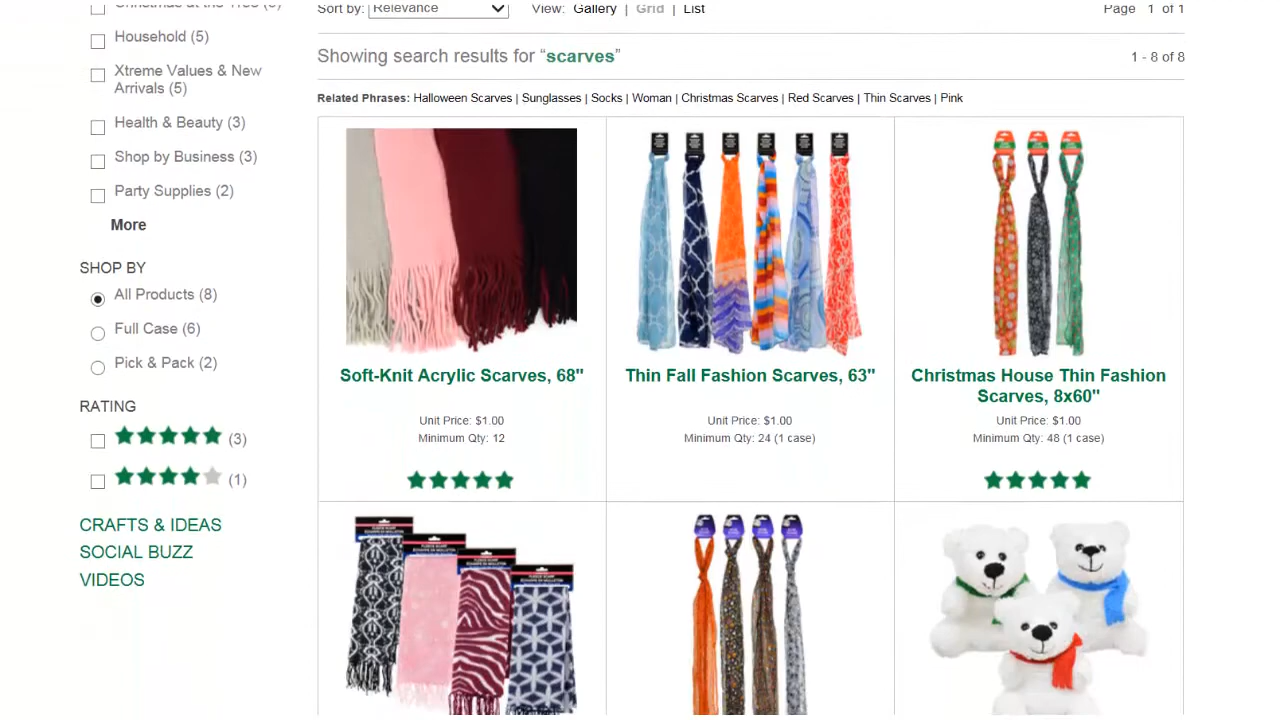 Christmas at the Tree
Household (5)
Xtreme Values & New
Arrivals (5)
Health & Beauty (3)
Shop by Business (3)
Party Supplies (2)
More
SHOP BY
All Products (8)
Full Case (6)
Pick & Pack (2)
RATING
(3)
(1)
CRAFTS & IDEAS
SOCIAL BUZZ
VIDEOS
Sort by: Relevance View: Gallery | Grid | List Page 1 of 1
Showing search results for “scarves” 1 - 8 of 8
Related Phrases: Halloween Scarves | Sunglasses | Socks | Woman | Christmas Scarves | Red Scarves | Thin Scarves | Pink
Soft-Knit Acrylic Scarves, 68"
Unit Price: $1.00
Minimum Qty: 12
Thin Fall Fashion Scarves, 63"
Unit Price: $1.00
Minimum Qty: 24 (1 case)
Christmas House Thin Fashion
Scarves, 8x60"
Unit Price: $1.00
Minimum Qty: 48 (1 case)